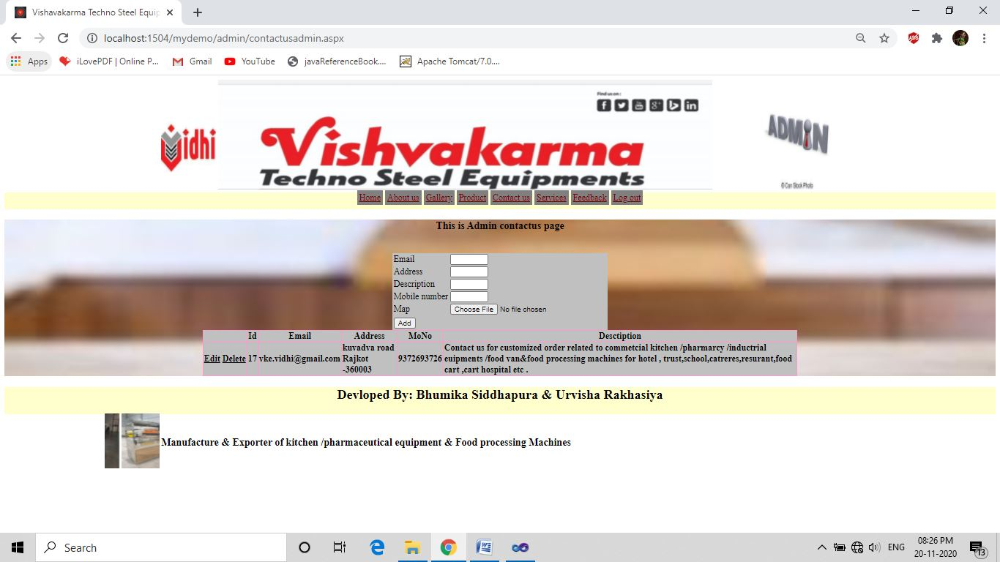 Vishavakarma Techno Steel Equip
localhost:1504/mydemo/admin/contactusadmin.aspx
ABB
Apps iLovePDF | Online P... Gmail YouTube javaReferenceBook.... Apache Tomcat/7.0....
Find us on :
Vidhi
Vishvakarma
Techno Steel Equipments
ADMIN
© Can Stock Photo
Home About us Gallery Product Contact us Services Feedback Log out
This is Admin contactus page
Email
Address
Description
Mobile number
Map Choose File No file chosen
Add
Id Email Address MoNo Desctiption
Edit Delete 17 vke.vidhi@gmail.com kuvadva road Rajkot -360003 9372693726 Contact us for customized order related to commetcial kitchen /pharmarcy /inductrial
euipments /food van&food processing machines for hotel , trust,school,catreres,resurant,food
cart ,cart hospital etc .
Devloped By: Bhumika Siddhapura & Urvisha Rakhasiya
Manufacture & Exporter of kitchen /pharmaceutical equipment & Food processing Machines
Search
ENG
08:26 PM
20-11-2020
13